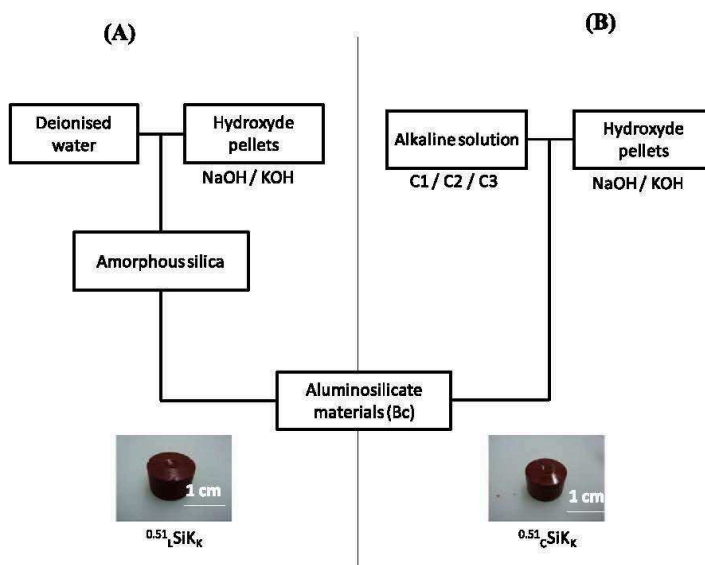 (A)
Deionised
water
Hydroxyde
pellets
NaOH / KOH
Amorphous silica
(B)
Alkaline solution
C1 / C2 / C3
Hydroxyde
pellets
NaOH / KOH
Aluminosilicate
materials (Bc)
1 cm
0.51LSiKK
1 cm
0.51CSiKK